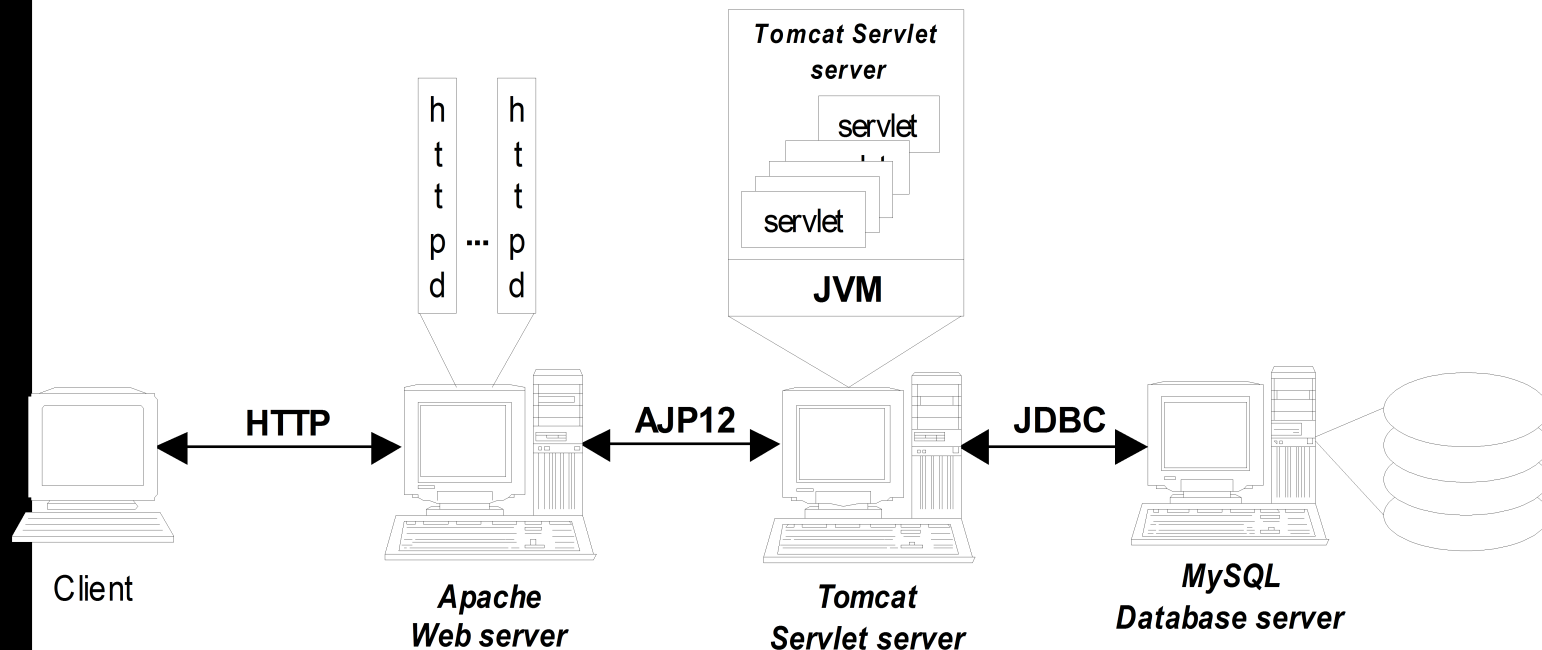 Tomcat Servlet
server
servlet
servlet
JVM
h
t
t
p
d
...
h
t
t
p
d
HTTP
AJP12
JDBC
Client
Apache
Web server
Tomcat
Servlet server
MySQL
Database server